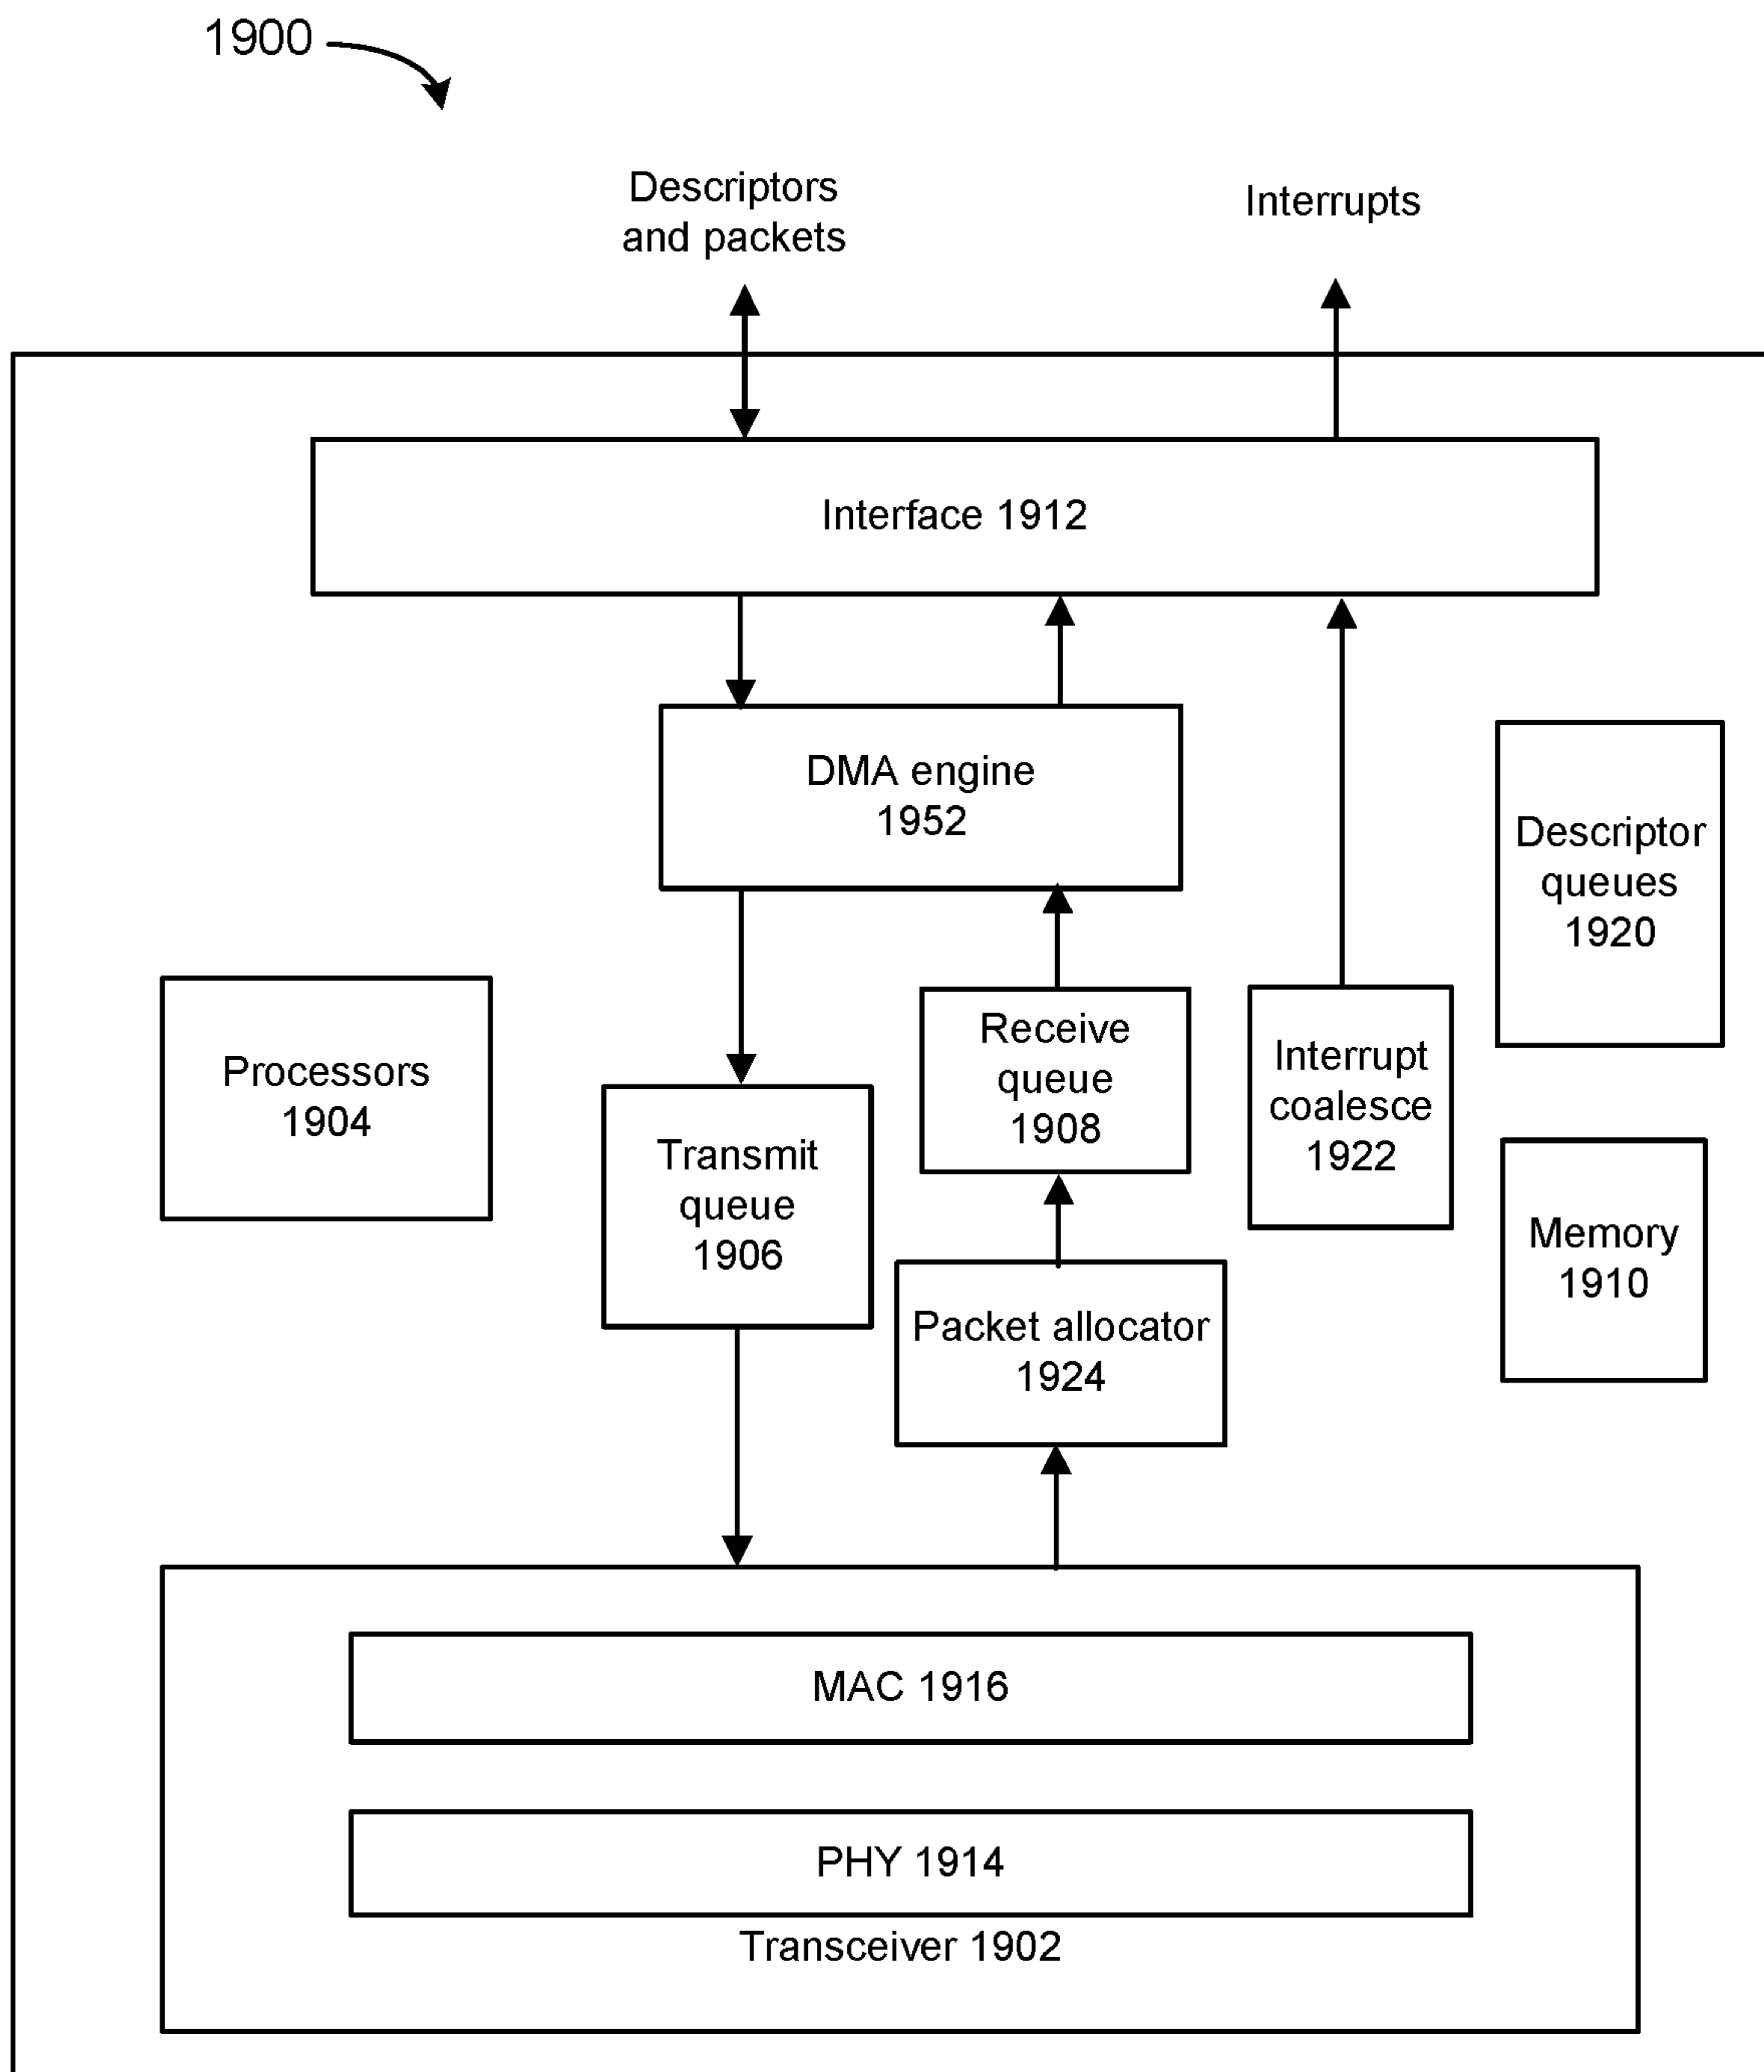 1900
Descriptors
and packets
Interrupts
Interface 1912
DMA engine
1952
Descriptor
queues
1920
Processors
1904
Transmit
queue
1906
Receive
queue
1908
Interrupt
coalesce
1922
Memory
1910
Packet allocator
1924
MAC 1916
PHY 1914
Transceiver 1902